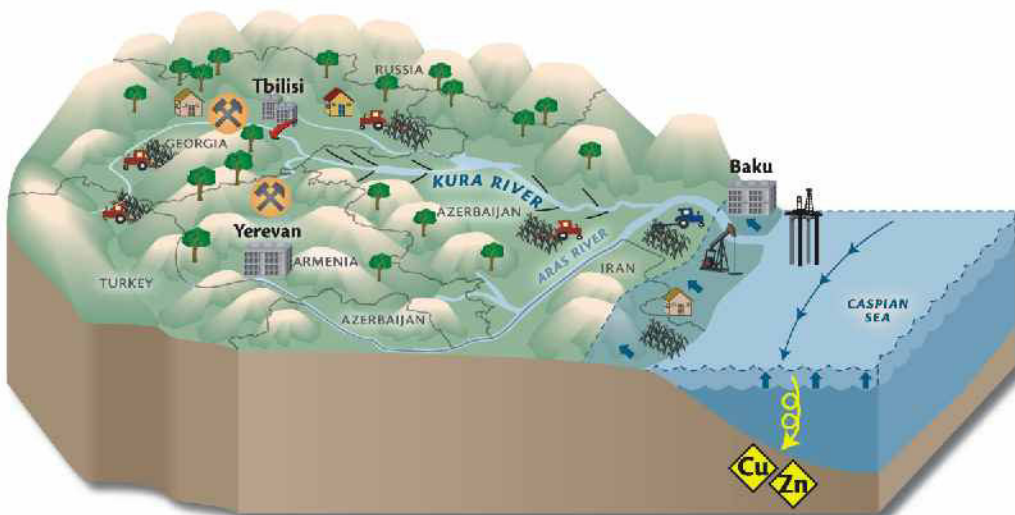 RUSSIA
Tbilisi
GEORGIA
Baku
KURA RIVER
AZERBAIJAN
Yerevan
ARMENIA
ARAS RIVER
IRAN
TURKEY
CASPIAN
SEA
AZERBAIJAN
Cu
Zn